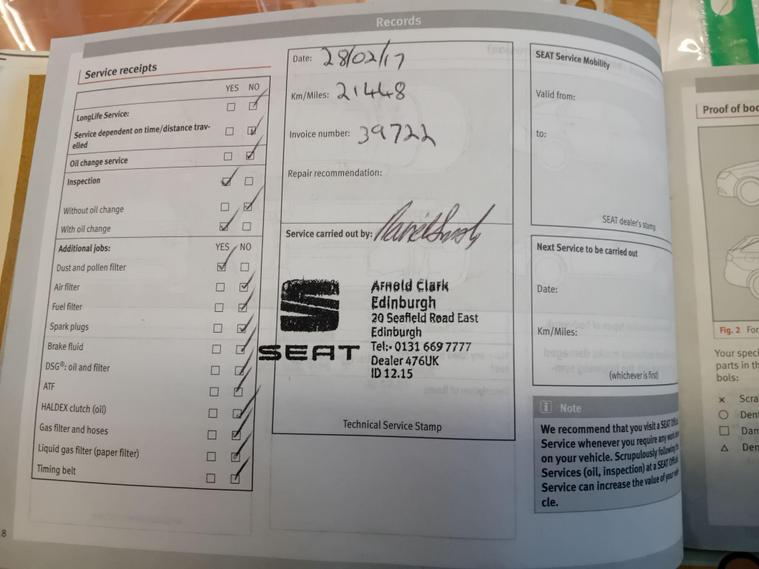 Records
Service receipts
YES NO
LongLife Service:
Service dependent on time/distance trav-
elled
Oil change service
Inspection
Without oil change
With oil change
Additional jobs: YES NO
Dust and pollen filter
Air filter
Fuel filter
Spark plugs
Brake fluid
DSG®: oil and filter
ATF
HALDEX clutch (oil)
Gas filter and hoses
Liquid gas filter (paper filter)
Timing belt
8
Date: 28/02/17
Km/Miles: 21448
Invoice number: 39722
Repair recommendation:
Service carried out by:
SEAT
Arnold Clark
Edinburgh
20 Seafield Road East
Edinburgh
Tel:- 0131 669 7777
Dealer 476UK
ID 12.15
Technical Service Stamp
SEAT Service Mobility
Valid from:
to:
SEAT dealer's stamp
Next Service to be carried out
Date:
Km/Miles:
(whichever is first)
i Note
We recommend that you visit a SEAT
Service whenever you require any
on your vehicle. Scrupulously following
Services (oil, inspection) at a SEAT
Service can increase the value of your
cle.
Proof of
Fig. 2
Your
parts in
bols: